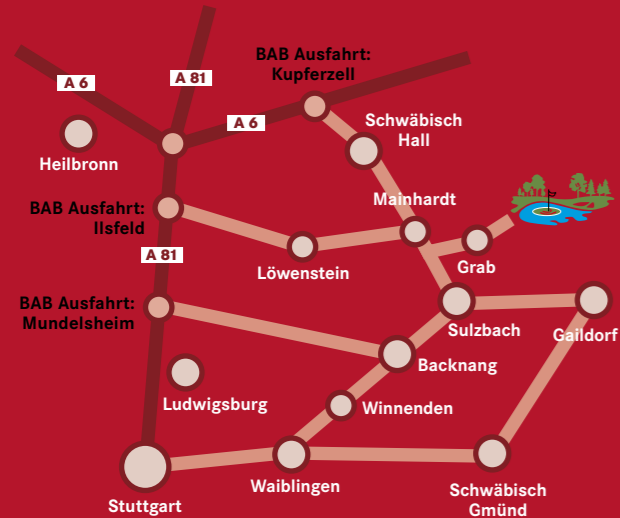 BAB Ausfahrt:
Kupferzell
A 6
A 81
A 6
Schwäbisch
Hall
Heilbronn
Mainhardt
BAB Ausfahrt:
Ilsfeld
A 81
Löwenstein
Grab
BAB Ausfahrt:
Mundelsheim
Sulzbach
Gaildorf
Backnang
Ludwigsburg
Winnenden
Waiblingen
Schwäbisch
Gmünd
Stuttgart